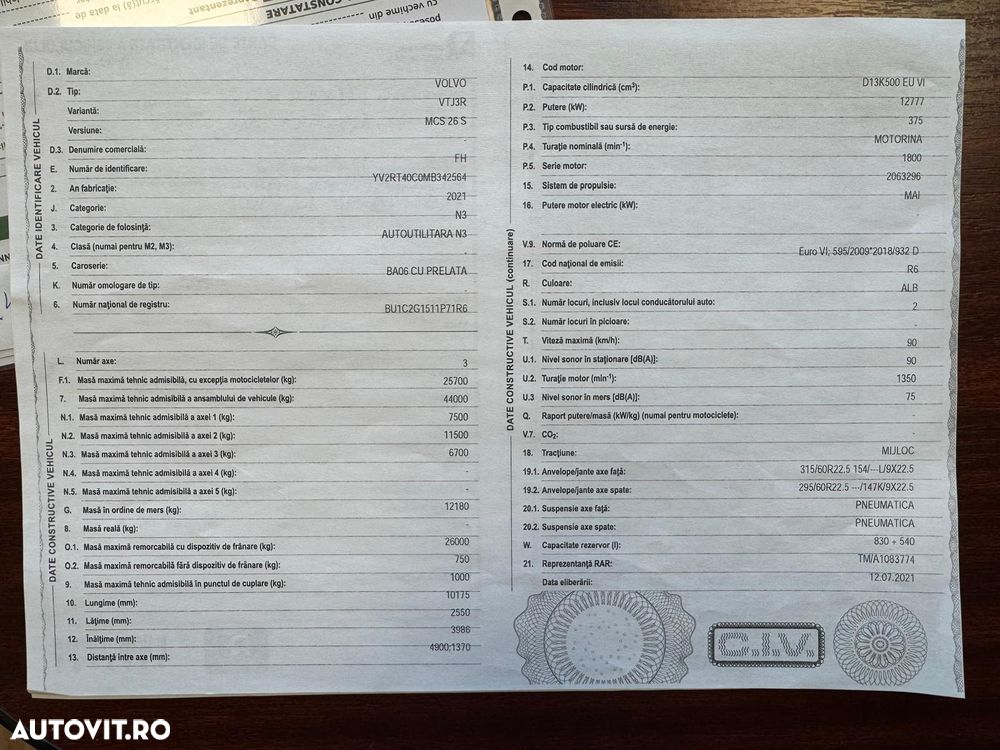 CONSTATARE
reprezentant
cu vechime din
DATE IDENTIFICARE VEHICUL
D.1. Marcă: VOLVO
D.2. Tip: VTJ3R
Variantă: MCS 26 S
Versiune: -
D.3. Denumire comercială: FH
E. Număr de identificare: YV2RT40C0MB342564
2. An fabricație: 2021
J. Categorie: N3
3. Categorie de folosință: AUTOUTILITARA N3
4. Clasă (numai pentru M2, M3): -
5. Caroserie: BA06 CU PRELATA
K. Număr omologare de tip: -
6. Număr național de registru: BU1C2G1511P71R6
DATE CONSTRUCTIVE VEHICUL
L. Număr axe: 3
F.1. Masă maximă tehnic admisibilă, cu excepția motocicletelor (kg): 25700
7. Masă maximă tehnic admisibilă a ansamblului de vehicule (kg): 44000
N.1. Masă maximă tehnic admisibilă a axei 1 (kg): 7500
N.2. Masă maximă tehnic admisibilă a axei 2 (kg): 11500
N.3. Masă maximă tehnic admisibilă a axei 3 (kg): 6700
N.4. Masă maximă tehnic admisibilă a axei 4 (kg): -
N.5. Masă maximă tehnic admisibilă a axei 5 (kg): -
G. Masă în ordine de mers (kg): 12180
8. Masă reală (kg): -
O.1. Masă maximă remorcabilă cu dispozitiv de frânare (kg): 26000
O.2. Masă maximă remorcabilă fără dispozitiv de frânare (kg): 750
9. Masă maximă tehnic admisibilă în punctul de cuplare (kg): 1000
10. Lungime (mm): 10175
11. Lățime (mm): 2550
12. Înălțime (mm): 3986
13. Distanță între axe (mm): 4900;1370
DATE CONSTRUCTIVE VEHICUL (continuare)
14. Cod motor: D13K500 EU VI
P.1. Capacitate cilindrică (cm³): 12777
P.2. Putere (kW): 375
P.3. Tip combustibil sau sursă de energie: MOTORINA
P.4. Turație nominală (min⁻¹): 1800
P.5. Serie motor: 2063296
15. Sistem de propulsie: MAI
16. Putere motor electric (kW): -
V.9. Normă de poluare CE: Euro VI; 595/2009*2018/932 D
17. Cod național de emisii: R6
R. Culoare: ALB
S.1. Număr locuri, inclusiv locul conducătorului auto: 2
S.2. Număr locuri în picioare: -
T. Viteză maximă (km/h): 90
U.1. Nivel sonor în staționare [dB(A)]: 90
U.2. Turație motor (min⁻¹): 1350
U.3 Nivel sonor în mers [dB(A)]: 75
Q. Raport putere/masă (kW/kg) (numai pentru motociclete): -
V.7. CO₂: -
18. Tracțiune: MIJLOC
19.1. Anvelope/jante axe față: 315/60R22.5 154/---L/9X22.5
19.2. Anvelope/jante axe spate: 295/60R22.5 ---/147K/9X22.5
20.1. Suspensie axe față: PNEUMATICA
20.2. Suspensie axe spate: PNEUMATICA
W. Capacitate rezervor (l): 830 + 540
21. Reprezentanță RAR: TM/A1083774
Data eliberării: 12.07.2021
C.I.V.
AUTOVIT.RO